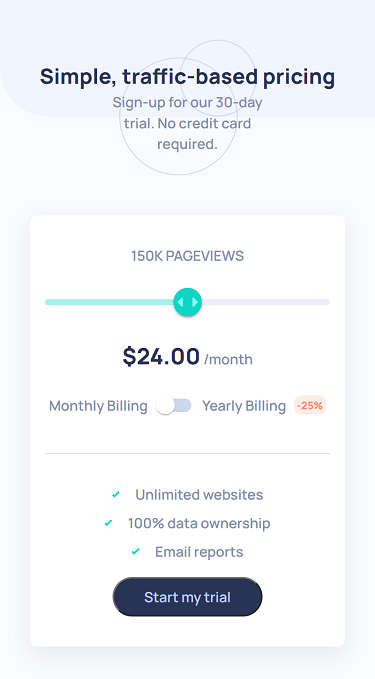 Simple, traffic-based pricing
Sign-up for our 30-day
trial. No credit card
required.
150K PAGEVIEWS
$24.00 /month
Monthly Billing Yearly Billing -25%
Unlimited websites
100% data ownership
Email reports
Start my trial